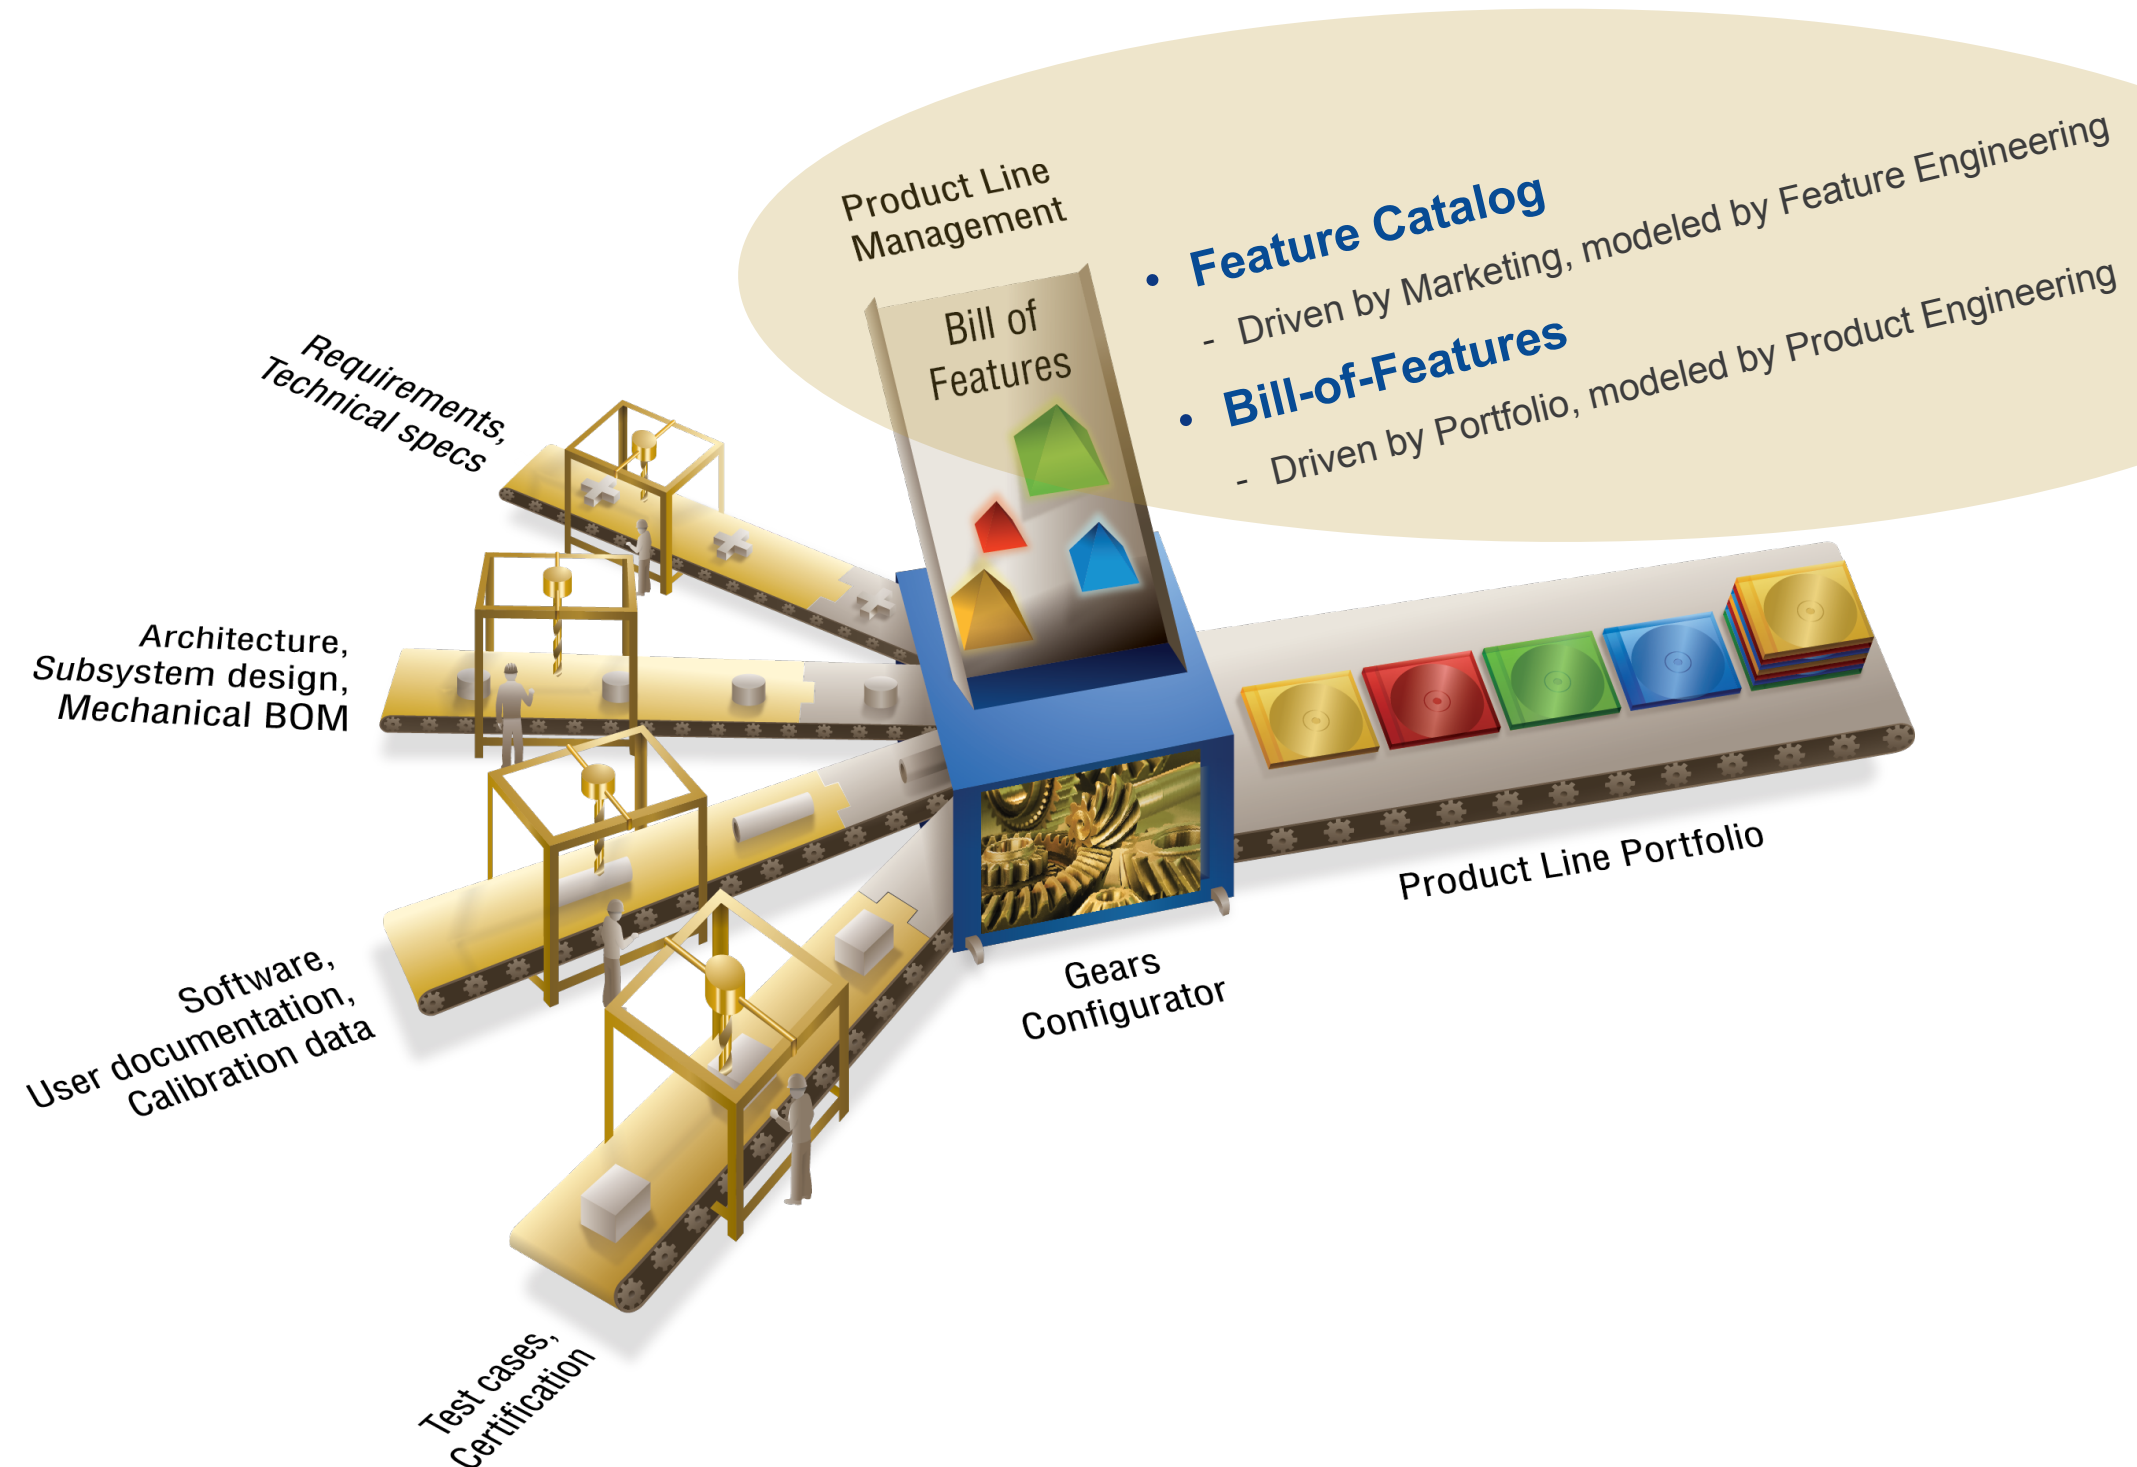 Product Line
Management
• Feature Catalog
- Driven by Marketing, modeled by Feature Engineering
• Bill-of-Features
- Driven by Portfolio, modeled by Product Engineering
Bill of
Features
Requirements,
Technical specs
Architecture,
Subsystem design,
Mechanical BOM
Software,
User documentation,
Calibration data
Test cases,
Certification
Gears
Configurator
Product Line Portfolio